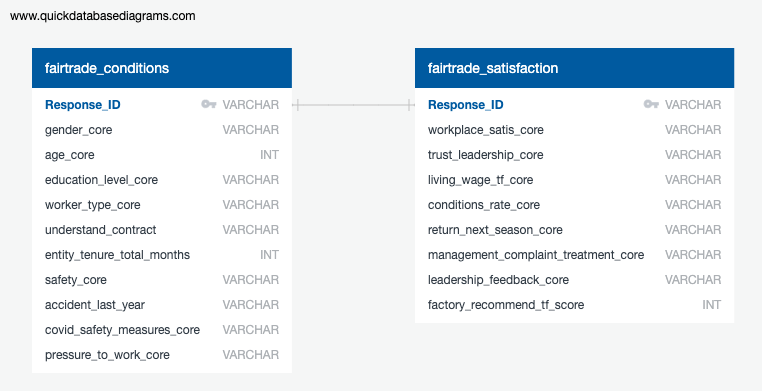 www.quickdatabasediagrams.com
fairtrade_conditions
Response_ID VARCHAR
gender_core VARCHAR
age_core INT
education_level_core VARCHAR
worker_type_core VARCHAR
understand_contract VARCHAR
entity_tenure_total_months INT
safety_core VARCHAR
accident_last_year VARCHAR
covid_safety_measures_core VARCHAR
pressure_to_work_core VARCHAR
fairtrade_satisfaction
Response_ID VARCHAR
workplace_satis_core VARCHAR
trust_leadership_core VARCHAR
living_wage_tf_core VARCHAR
conditions_rate_core VARCHAR
return_next_season_core VARCHAR
management_complaint_treatment_core VARCHAR
leadership_feedback_core VARCHAR
factory_recommend_tf_score INT